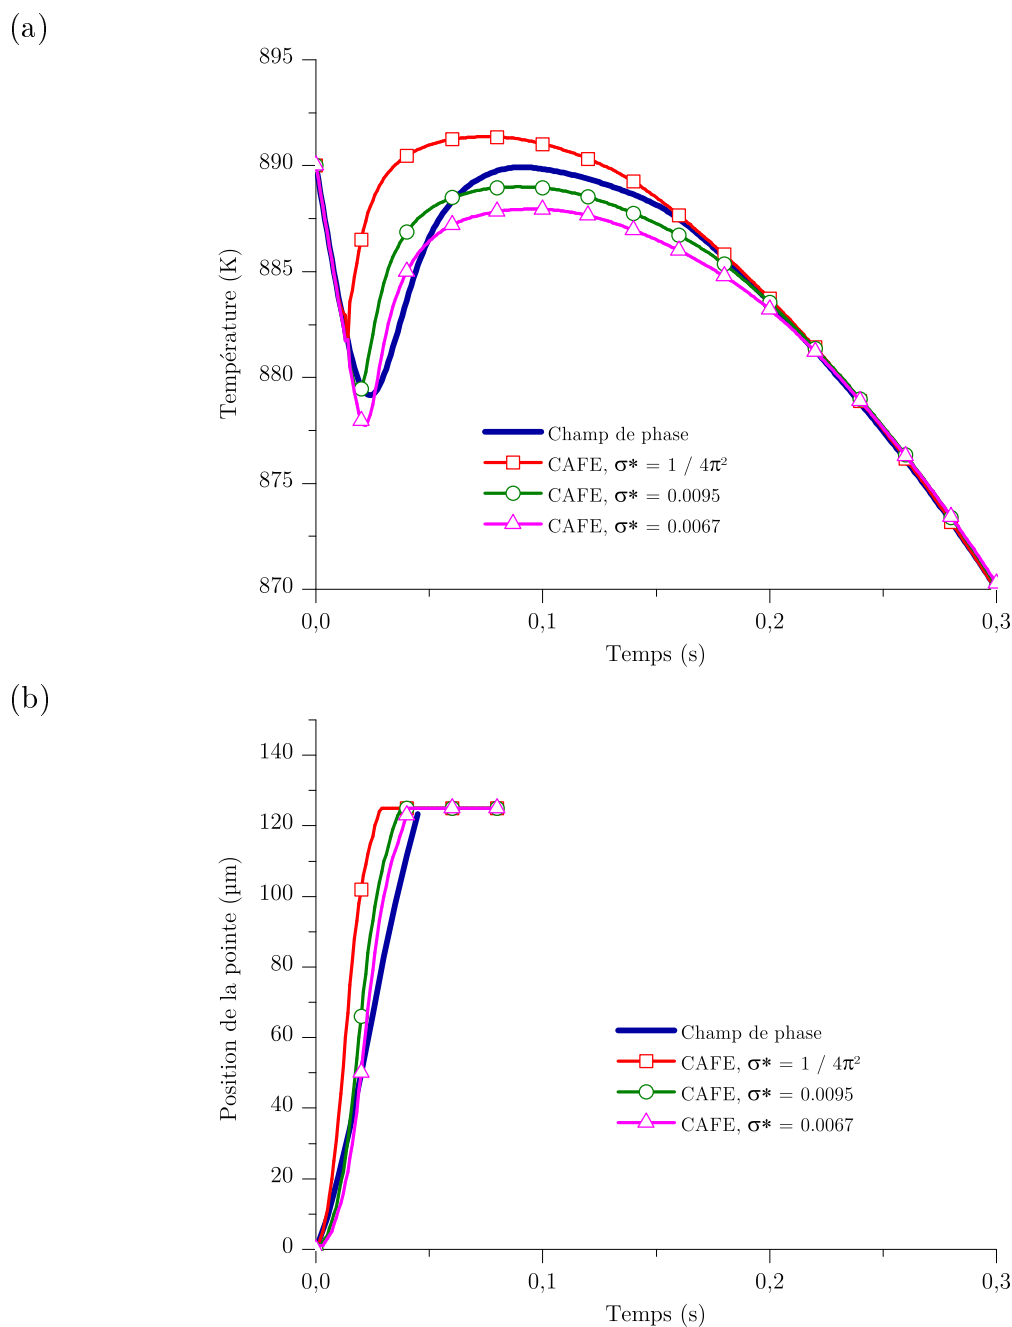 (a)
895
890
885
880
875
870
Température (K)
Champ de phase
CAFE, σ* = 1 / 4π²
CAFE, σ* = 0.0095
CAFE, σ* = 0.0067
0,0
0,1
0,2
0,3
Temps (s)
(b)
140
120
100
80
60
40
20
0
Position de la pointe (µm)
Champ de phase
CAFE, σ* = 1 / 4π²
CAFE, σ* = 0.0095
CAFE, σ* = 0.0067
0,0
0,1
0,2
0,3
Temps (s)